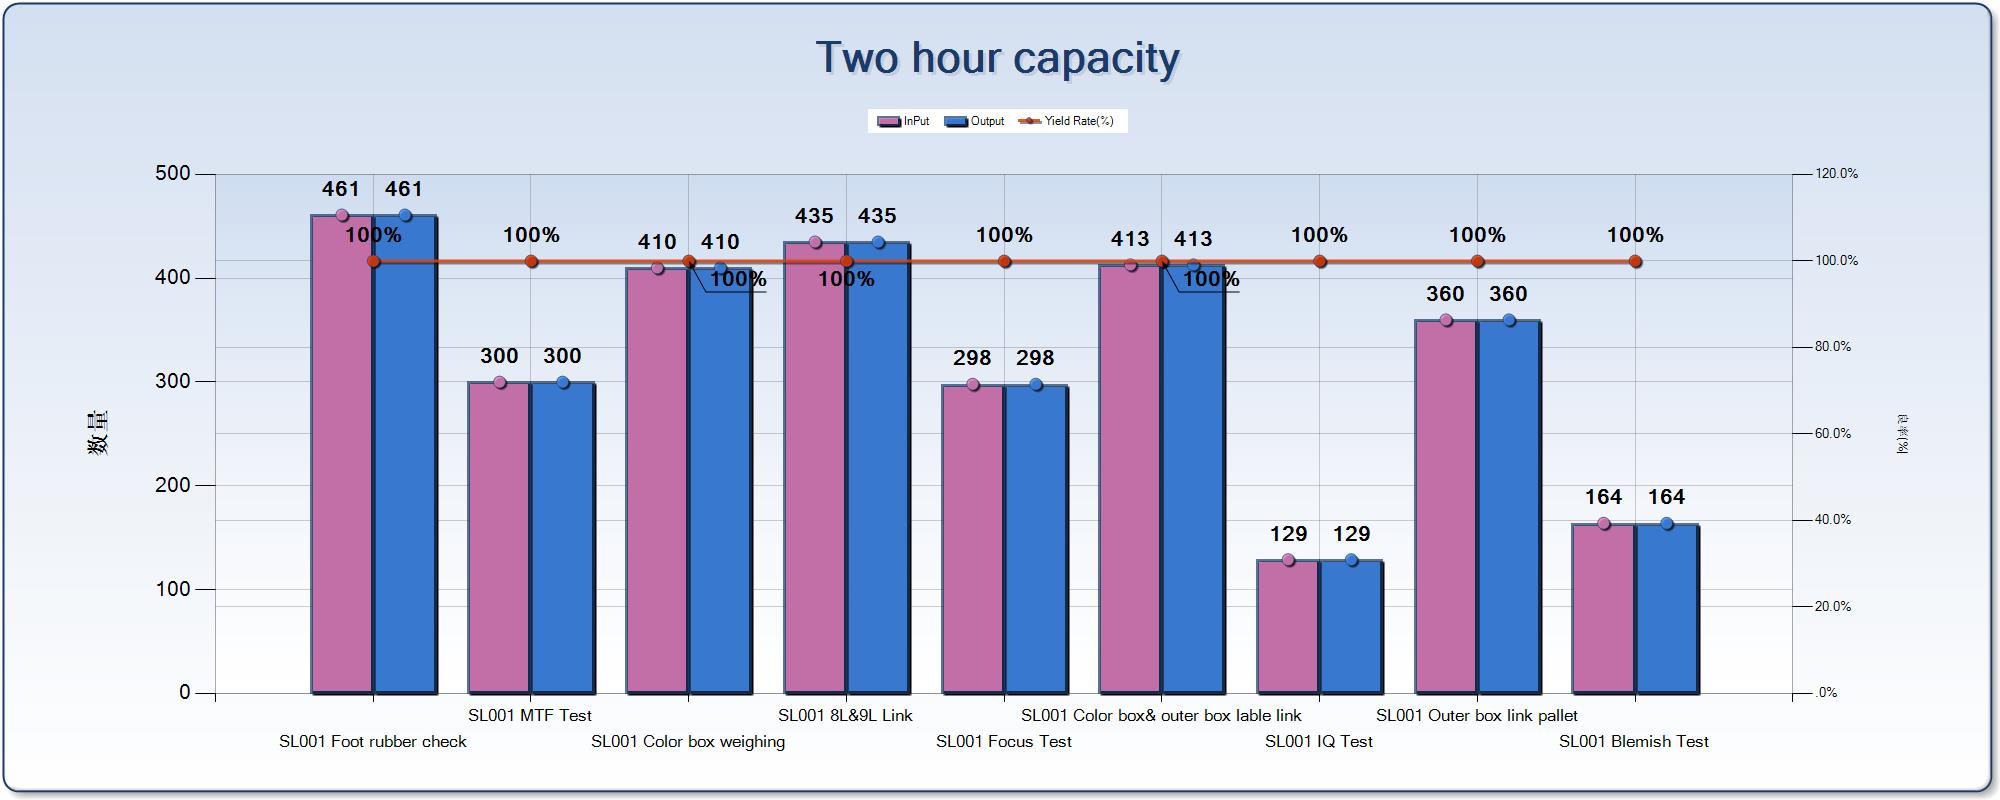 Two hour capacity
InPut Output Yield Rate(%)
500
400
300
200
100
0
数量
120.0%
100.0%
80.0%
60.0%
40.0%
20.0%
.0%
良率(%)
461 461
100%
300 300
100%
410 410
100%
435 435
100%
298 298
100%
413 413
100%
129 129
100%
360 360
100%
164 164
100%
SL001 Foot rubber check
SL001 MTF Test
SL001 Color box weighing
SL001 8L&9L Link
SL001 Focus Test
SL001 Color box& outer box lable link
SL001 IQ Test
SL001 Outer box link pallet
SL001 Blemish Test